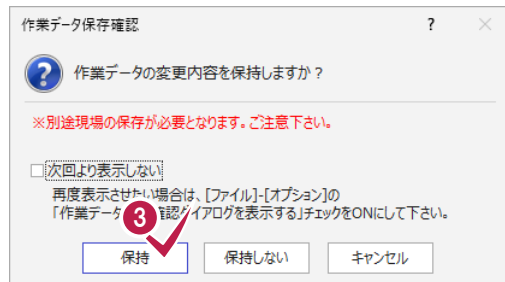 作業データ保存確認
?
作業データの変更内容を保持しますか？
※別途現場の保存が必要となります。ご注意下さい。
次回より表示しない
再度表示させたい場合は、[ファイル]-[オプション]の
「作業データ 確認ダイアログを表示する」チェックをONにして下さい。
3
保持 保持しない キャンセル